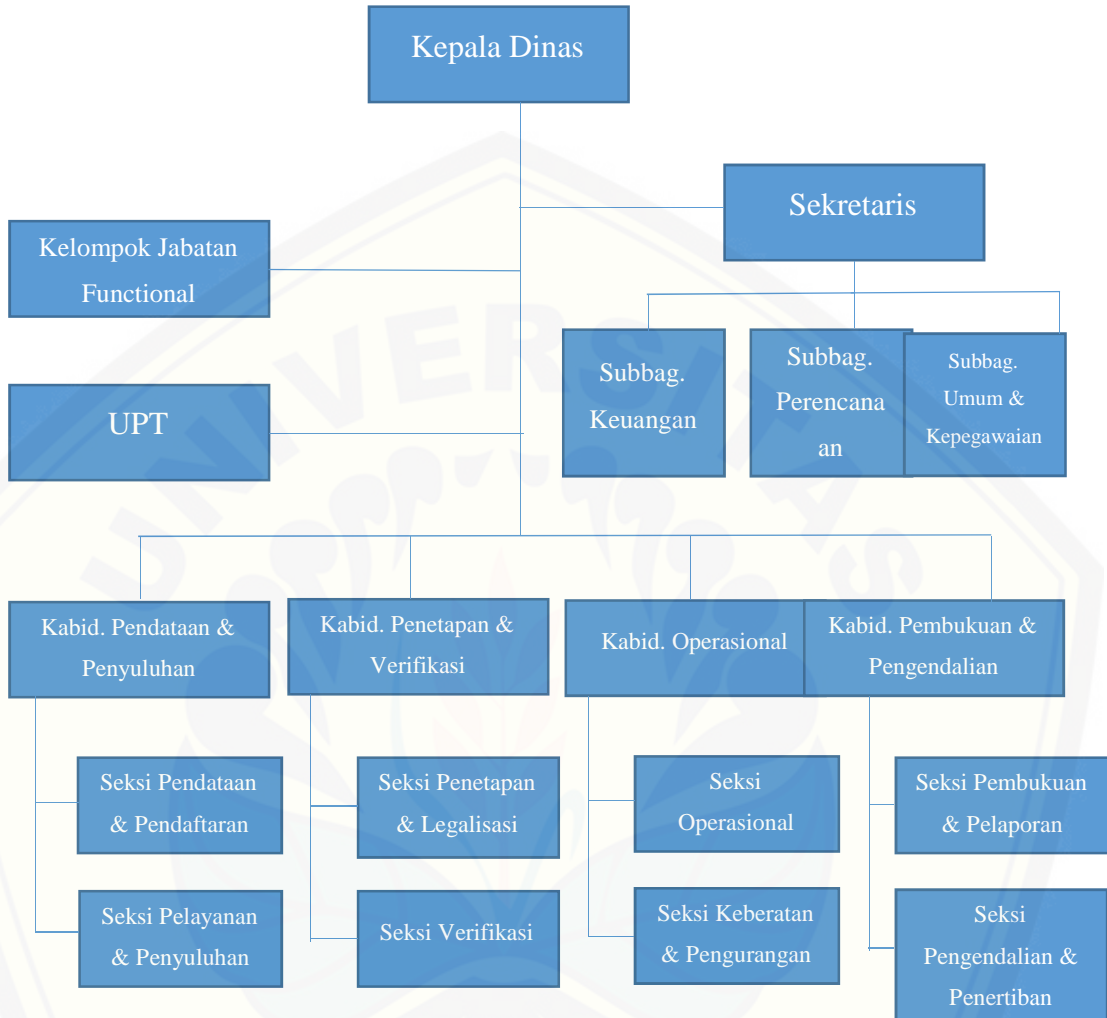 Kepala Dinas
Sekretaris
Kelompok Jabatan
Functional
Subbag.
Keuangan
Subbag.
Perencana
an
Subbag.
Umum &
Kepegawaian
UPT
Kabid. Pendataan &
Penyuluhan
Kabid. Penetapan &
Verifikasi
Kabid. Operasional
Kabid. Pembukuan &
Pengendalian
Seksi Pendataan
& Pendaftaran
Seksi Penetapan
& Legalisasi
Seksi
Operasional
Seksi Pembukuan
& Pelaporan
Seksi Pelayanan
& Penyuluhan
Seksi Verifikasi
Seksi Keberatan
& Pengurangan
Seksi
Pengendalian &
Penertiban
UNIVERSITAS